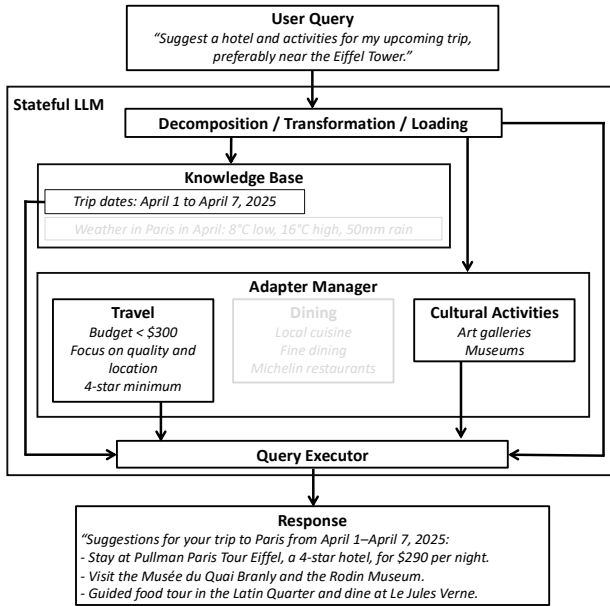 User Query
“Suggest a hotel and activities for my upcoming trip,
preferably near the Eiffel Tower.”
Stateful LLM
Decomposition / Transformation / Loading
Knowledge Base
Trip dates: April 1 to April 7, 2025
Weather in Paris in April: 8°C low, 16°C high, 50mm rain
Adapter Manager
Travel
Budget < $300
Focus on quality and
location
4-star minimum
Dining
Local cuisine
Fine dining
Michelin restaurants
Cultural Activities
Art galleries
Museums
Query Executor
Response
“Suggestions for your trip to Paris from April 1–April 7, 2025:
- Stay at Pullman Paris Tour Eiffel, a 4-star hotel, for $290 per night.
- Visit the Musée du Quai Branly and the Rodin Museum.
- Guided food tour in the Latin Quarter and dine at Le Jules Verne.